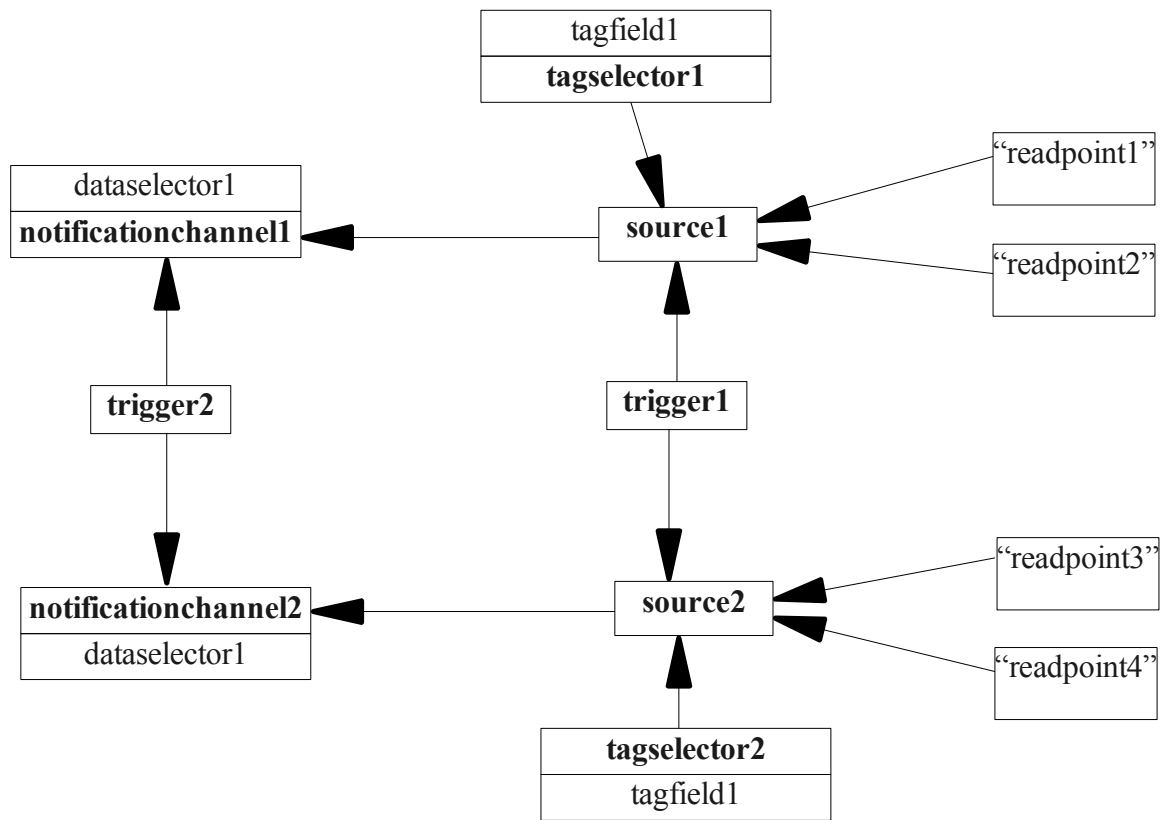 tagfield1
tagselector1
“readpoint1”
dataselector1
notificationchannel1
source1
“readpoint2”
trigger2
trigger1
“readpoint3”
notificationchannel2
source2
dataselector1
“readpoint4”
tagselector2
tagfield1